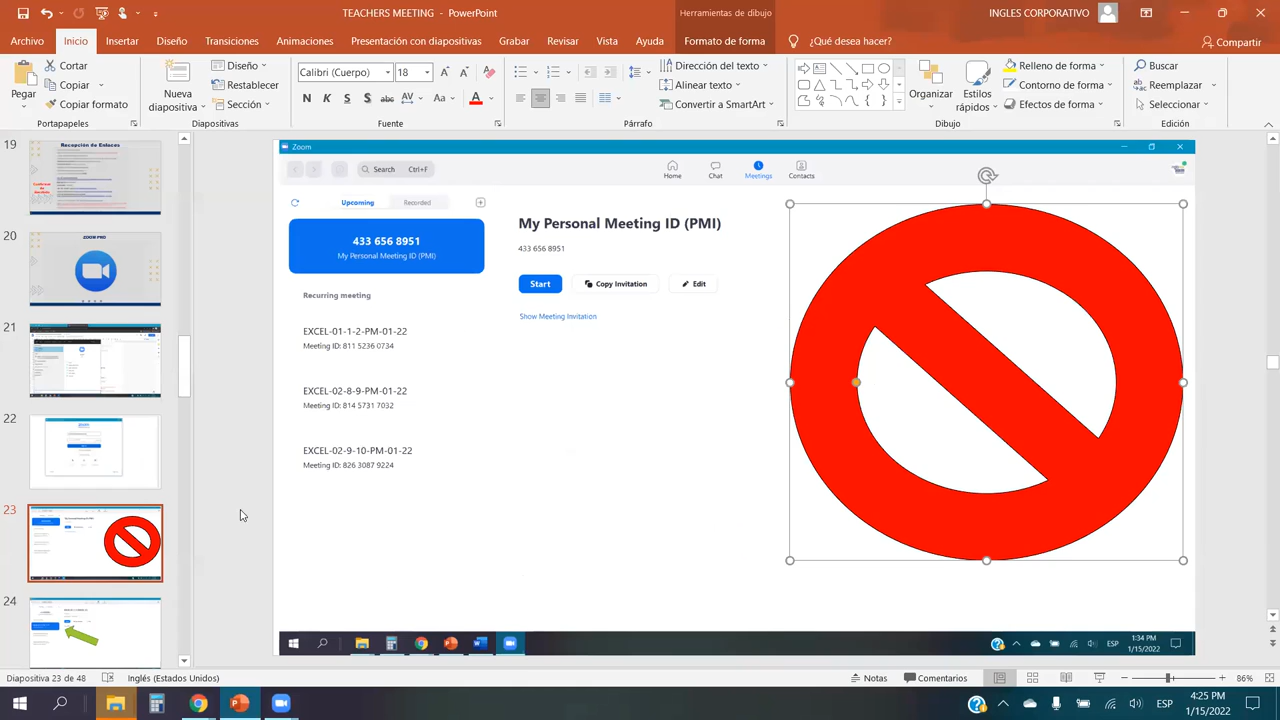 TEACHERS MEETING - PowerPoint
Herramientas de dibujo
INGLES CORPORATIVO
Archivo Inicio Insertar Diseño Transiciones Animaciones Presentación con diapositivas Grabar Revisar Vista Ayuda Formato de forma ¿Qué desea hacer? Compartir
Pegar
Cortar
Copiar
Copiar formato
Portapapeles
Nueva diapositiva
Diseño
Restablecer
Sección
Diapositivas
Calibri (Cuerpo) 18
N K S S abc AV Aa A
Fuente
Dirección del texto
Alinear texto
Convertir a SmartArt
Párrafo
Organizar
Estilos rápidos
Relleno de forma
Contorno de forma
Efectos de forma
Dibujo
Buscar
Reemplazar
Seleccionar
Edición
19
Recepción de Enlaces
ZOOM PRO
21
22
23
24
Zoom
Search Ctrl+F
Home Chat Meetings Contacts
Upcoming Recorded
433 656 8951
My Personal Meeting ID (PMI)
Recurring meeting
EXCEL-01-1-2-PM-01-22
Meeting ID: 811 5236 0734
EXCEL-02-8-9-PM-01-22
Meeting ID: 814 5731 7032
EXCEL-02-9-10-PM-01-22
Meeting ID: 826 3087 9224
My Personal Meeting ID (PMI)
433 656 8951
Start Copy Invitation Edit
Show Meeting Invitation
ESP
1:34 PM
1/15/2022
Diapositiva 23 de 48 Inglés (Estados Unidos) Notas Comentarios 86%
ESP
4:25 PM
1/15/2022